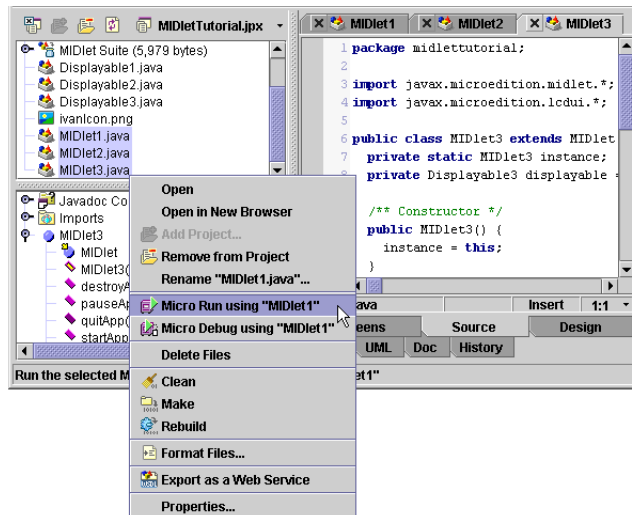 MIDletTutorial.jpx
MIDlet1 MIDlet2 MIDlet3
MIDlet Suite (5,979 bytes)
Displayable1.java
Displayable2.java
Displayable3.java
ivanIcon.png
MIDlet1.java
MIDlet2.java
MIDlet3.java
Javadoc Co
Imports
MIDlet3
MIDlet
MIDlet3(
destroyA
pauseAp
quitApp(
startApp
Run the selected M
1 package midlettutorial;
2
3 import javax.microedition.midlet.*;
4 import javax.microedition.lcdui.*;
5
6 public class MIDlet3 extends MIDlet
7 private static MIDlet3 instance;
8 private Displayable3 displayable =
/** Constructor */
public MIDlet3() {
instance = this;
}
ava Insert 1:1
eens Source Design
UML Doc History
et1"
Open
Open in New Browser
Add Project...
Remove from Project
Rename "MIDlet1.java"...
Micro Run using "MIDlet1"
Micro Debug using "MIDlet1"
Delete Files
Clean
Make
Rebuild
Format Files...
Export as a Web Service
Properties...